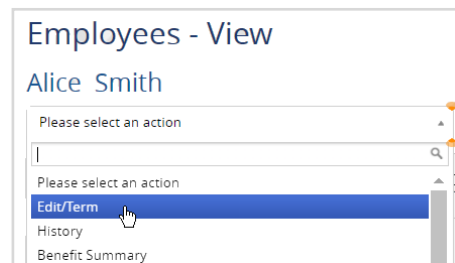 Employees - View
Alice Smith
Please select an action
Please select an action
Edit/Term
History
Benefit Summary